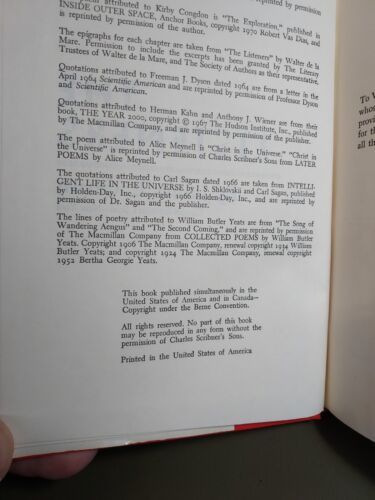 attributed to Kirby Congdon is "The Exploration," published in
INSIDE OUTER SPACE, Anchor Books, copyright 1970 Robert Vas Dias, and
is reprinted by permission of the author.
The epigraphs for each chapter are taken from "The Listeners" by Walter de la
Mare. Permission to include the excerpts has been granted by The Literary
Trustees of Walter de la Mare, and The Society of Authors as their representative.
Quotations attributed to Freeman J. Dyson dated 1964 are from a letter in the
April 1964 Scientific American and are reprinted by permission of Professor Dyson
and Scientific American.
Quotations attributed to Herman Kahn and Anthony J. Wiener are from their
book, THE YEAR 2000, copyright © 1967 The Hudson Institute, Inc., published
by The Macmillan Company, and are reprinted by permission of the publisher.
The poem attributed to Alice Meynell is "Christ in the Universe." "Christ in
the Universe" is reprinted by permission of Charles Scribner's Sons from LATER
POEMS by Alice Meynell.
The quotations attributed to Carl Sagan dated 1966 are taken from INTELLI-
GENT LIFE IN THE UNIVERSE by I. S. Shklovskii and Carl Sagan, published
by Holden-Day, Inc., copyright 1966 Holden-Day, Inc., and are reprinted by
permission of Dr. Sagan and the publisher.
The lines of poetry attributed to William Butler Yeats are from "The Song of
Wandering Aengus" and "The Second Coming," and are reprinted by permission
of The Macmillan Company from COLLECTED POEMS by William Butler
Yeats. Copyright 1906 The Macmillan Company, renewal copyright 1934 William
Butler Yeats; and copyright 1924 The Macmillan Company, renewal copyright
1952 Bertha Georgie Yeats.
This book published simultaneously in the
United States of America and in Canada—
Copyright under the Berne Convention.
All rights reserved. No part of this book
may be reproduced in any form without the
permission of Charles Scribner's Sons.
Printed in the United States of America
To
whos
provi
for
all th